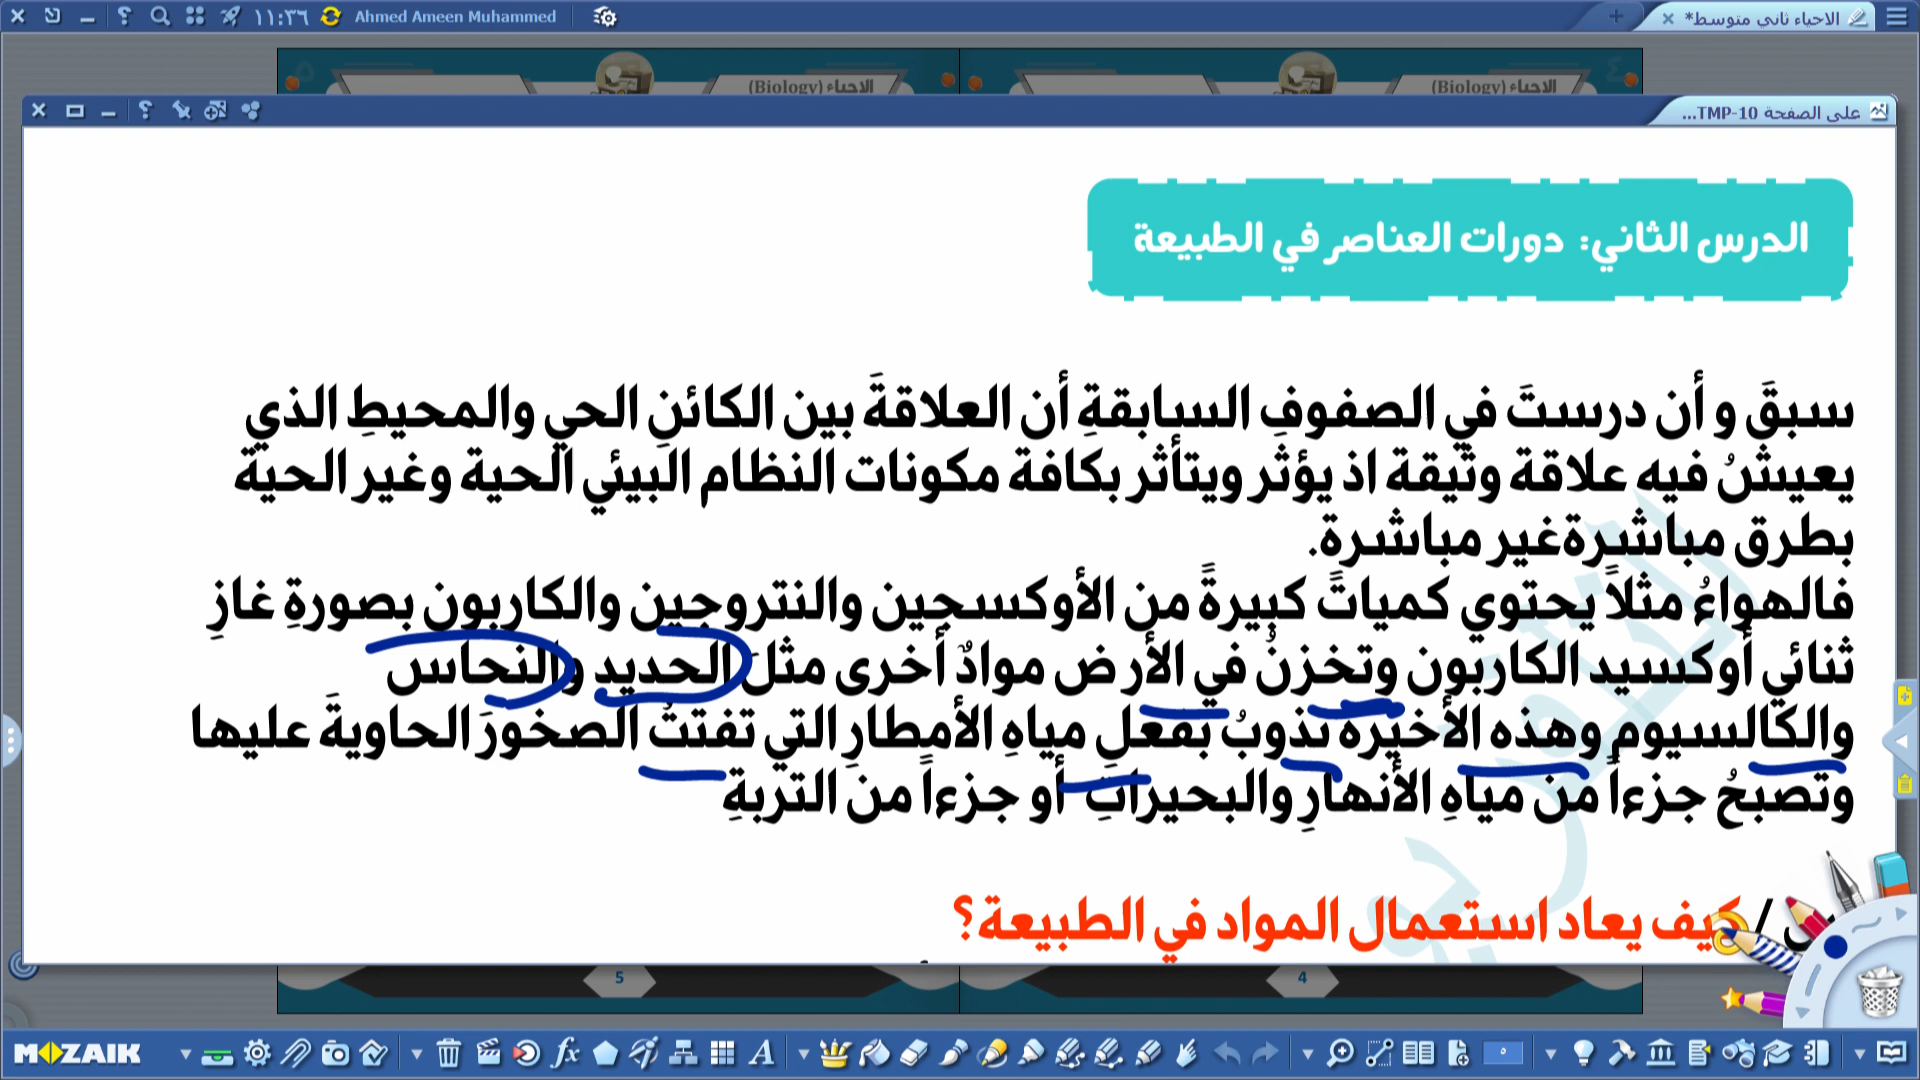 ١١:٣٦ Ahmed Ameen Muhammed
الاحياء ثاني متوسط*
الاحياء (Biology)
الاحياء (Biology)
على الصفحة TMP-10...
الدرس الثاني: دورات العناصر في الطبيعة
سبقَ و أن درستَ في الصفوفِ السابقةِ أن العلاقةَ بين الكائنِ الحي والمحيطِ الذي
يعيشُ فيه علاقة وثيقة اذ يؤثر ويتأثر بكافة مكونات النظام البيئي الحية وغير الحية
بطرق مباشرةغير مباشرة.
فالهواءُ مثلاً يحتوي كمياتً كبيرةً من الأوكسجين والنتروجين والكاربون بصورةِ غازِ
ثنائي أوكسيد الكاربون وتخزنُ في الأرض موادٌ أخرى مثلَ الحديد والنحاس
والكالسيوم وهذه الأخيرة تذوبُ بفعلِ مياهِ الأمطارِ التي تفتتُ الصخورَ الحاويةَ عليها
وتصبحُ جزءاً من مياهِ الأنهارِ والبحيراتِ أو جزءاً من التربةِ
/ كيف يعاد استعمال المواد في الطبيعة؟
5
4
MOZAIK